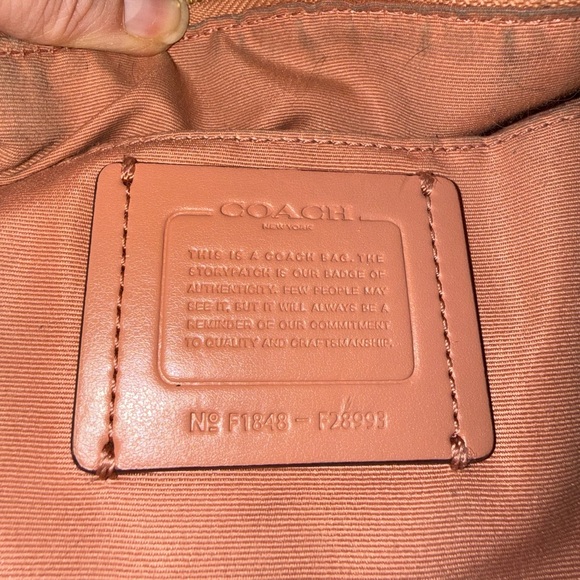 COACH
NEW YORK
THIS IS A COACH BAG. THE
STORYPATCH IS OUR BADGE OF
AUTHENTICITY. FEW PEOPLE MAY
SEE IT, BUT IT WILL ALWAYS BE A
REMINDER OF OUR COMMITMENT
TO QUALITY AND CRAFTSMANSHIP.
Nº F1848 - F28993